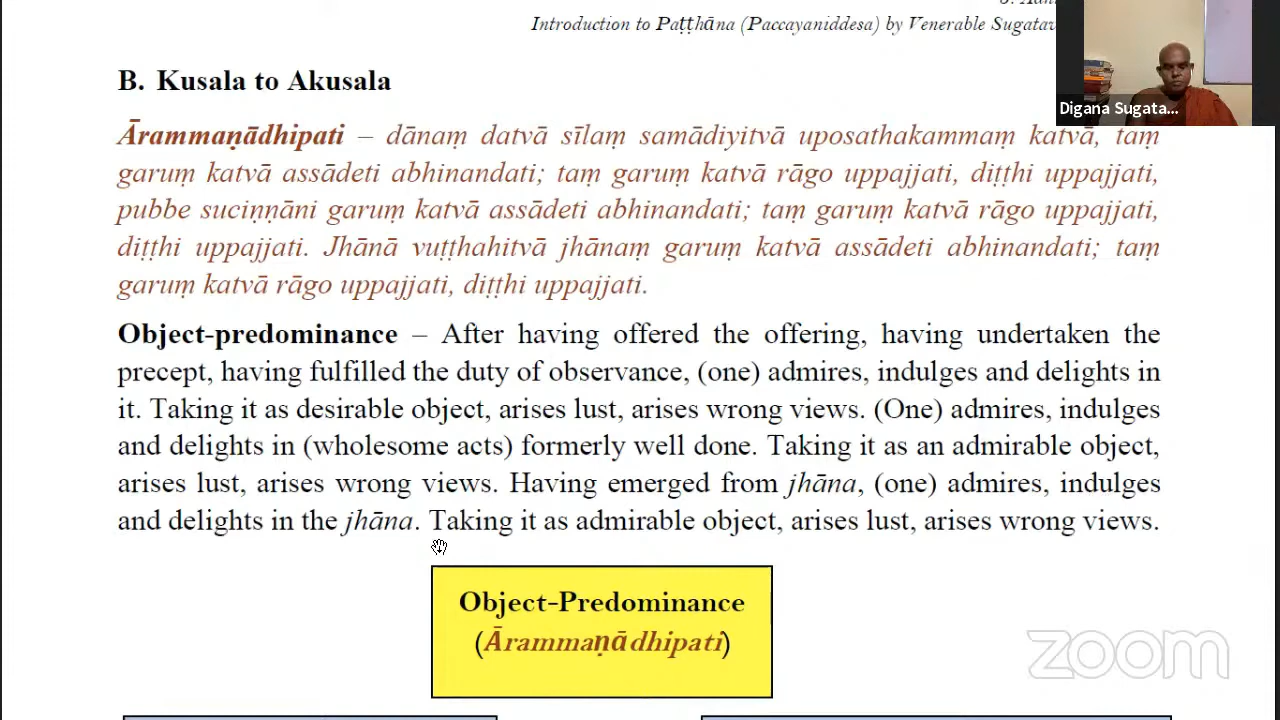 Introduction to Paṭṭhāna (Paccayaniddesa) by Venerable Sugatav
Digana Sugata...
B. Kusala to Akusala
Ārammaṇādhipati – dānaṃ datvā sīlaṃ samādiyitvā uposathakammaṃ katvā, taṃ
garuṃ katvā assādeti abhinandati; taṃ garuṃ katvā rāgo uppajjati, diṭṭhi uppajjati,
pubbe suciṇṇāni garuṃ katvā assādeti abhinandati; taṃ garuṃ katvā rāgo uppajjati,
diṭṭhi uppajjati. Jhānā vuṭṭhahitvā jhānaṃ garuṃ katvā assādeti abhinandati; taṃ
garuṃ katvā rāgo uppajjati, diṭṭhi uppajjati.
Object-predominance – After having offered the offering, having undertaken the
precept, having fulfilled the duty of observance, (one) admires, indulges and delights in
it. Taking it as desirable object, arises lust, arises wrong views. (One) admires, indulges
and delights in (wholesome acts) formerly well done. Taking it as an admirable object,
arises lust, arises wrong views. Having emerged from jhāna, (one) admires, indulges
and delights in the jhāna. Taking it as admirable object, arises lust, arises wrong views.
Object-Predominance
(Ārammaṇādhipati)
zoom